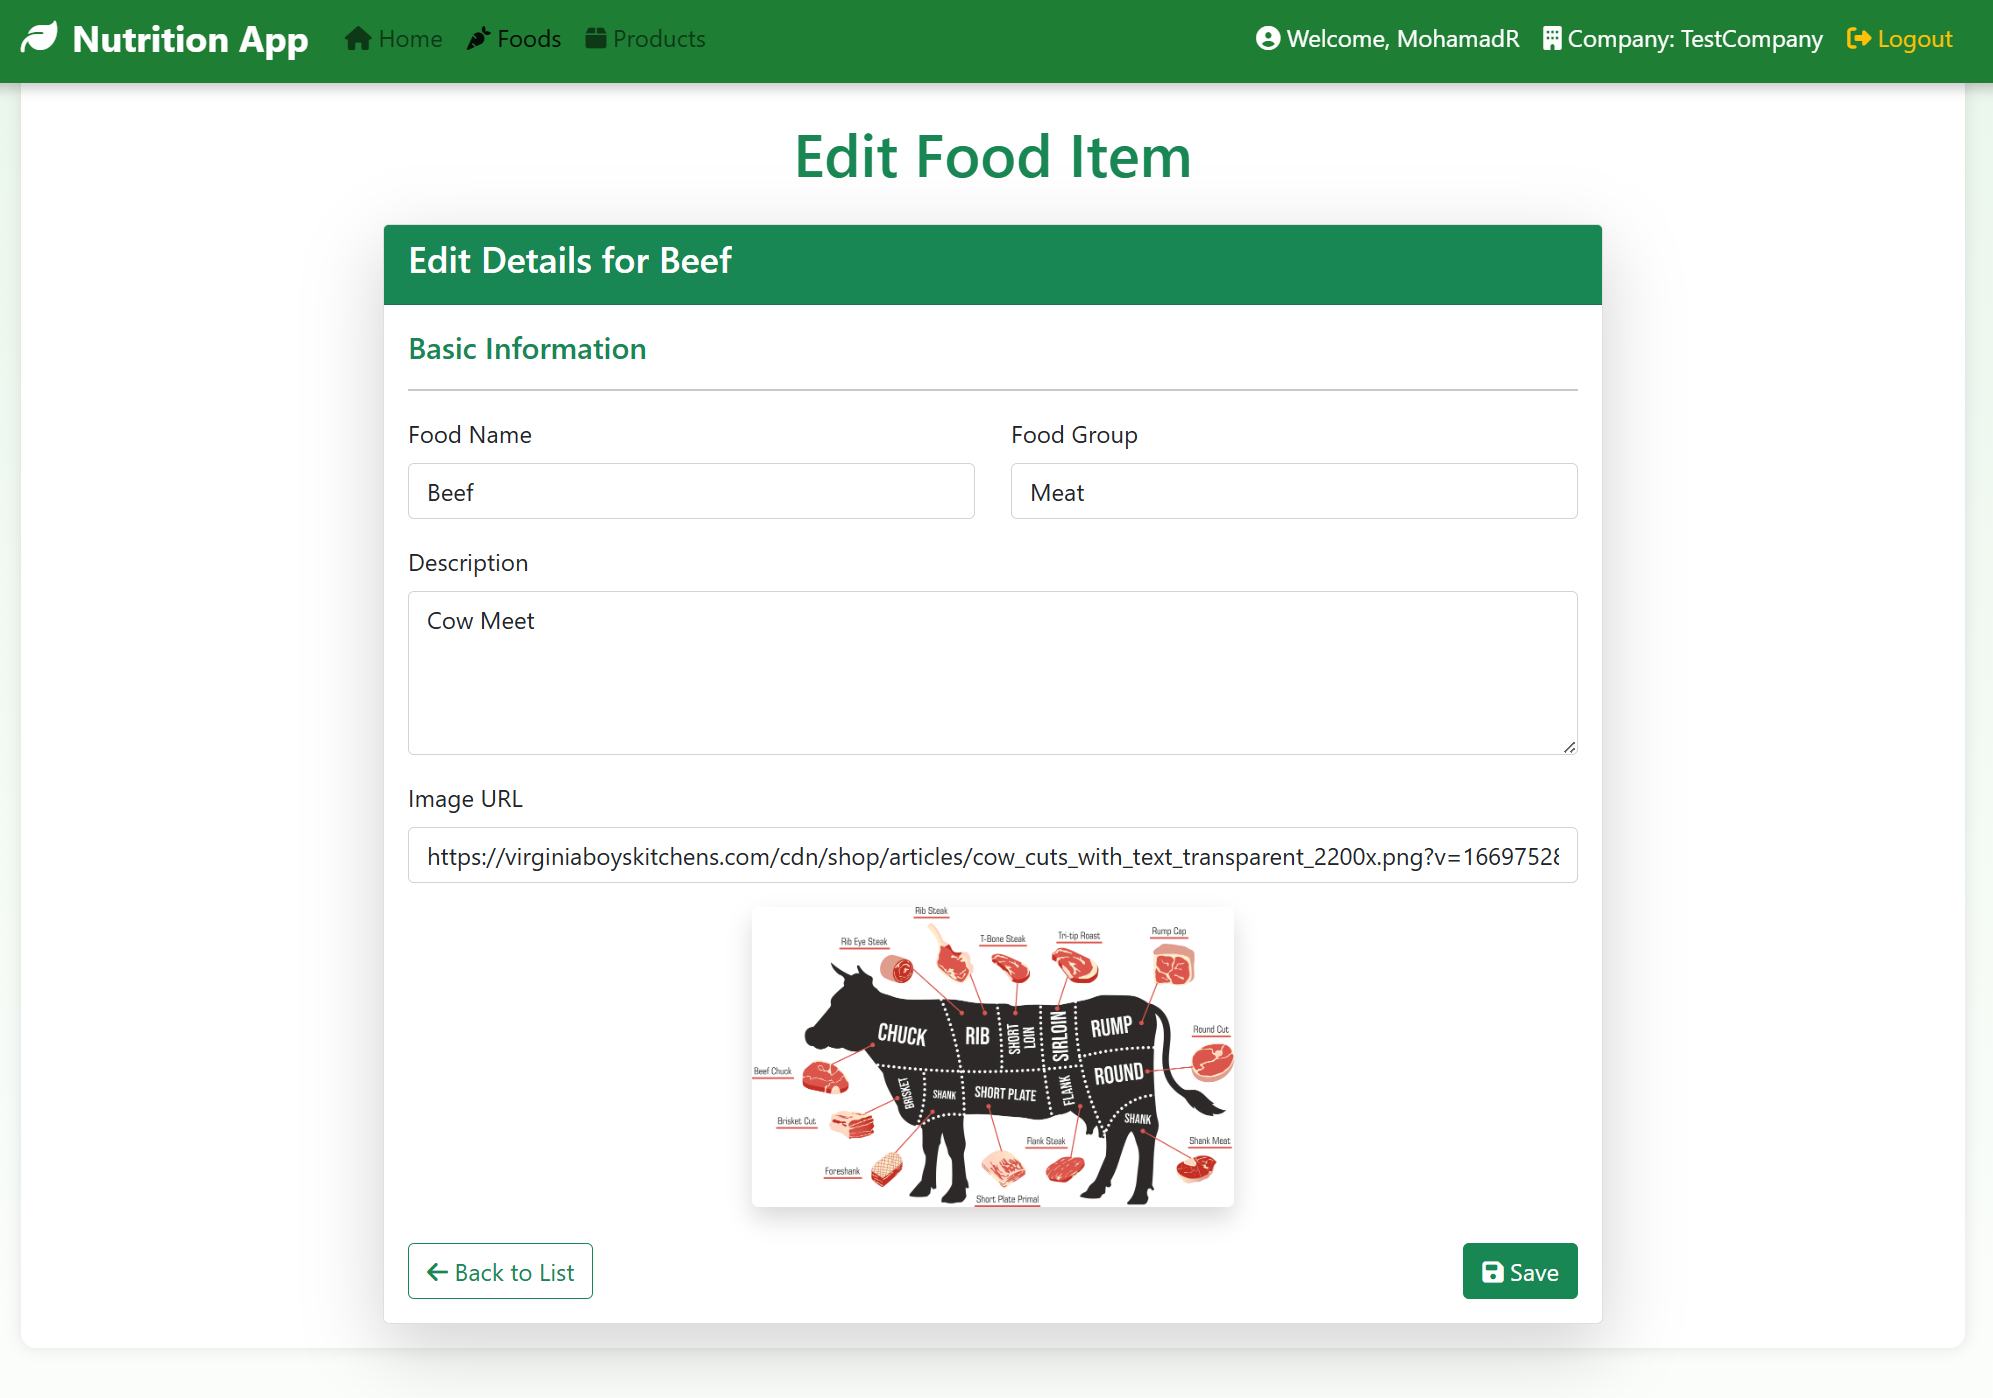 Nutrition App Home Foods Products Welcome, MohamadR Company: TestCompany Logout
Edit Food Item
Edit Details for Beef
Basic Information
Food Name Food Group
Beef Meat
Description
Cow Meet
Image URL
https://virginiaboyskitchens.com/cdn/shop/articles/cow_cuts_with_text_transparent_2200x.png?v=1669752
Rib Steak
Rib Eye Steak T-Bone Steak Tri-tip Roast Rump Cap
CHUCK RIB SHORT LOIN SIRLOIN RUMP
Round Cut
Beef Chuck ROUND
BRISKET SHANK SHORT PLATE FLANK
SHANK
Brisket Cut
Flank Steak Shank Meat
Foreshank
Short Plate Primal
Back to List Save